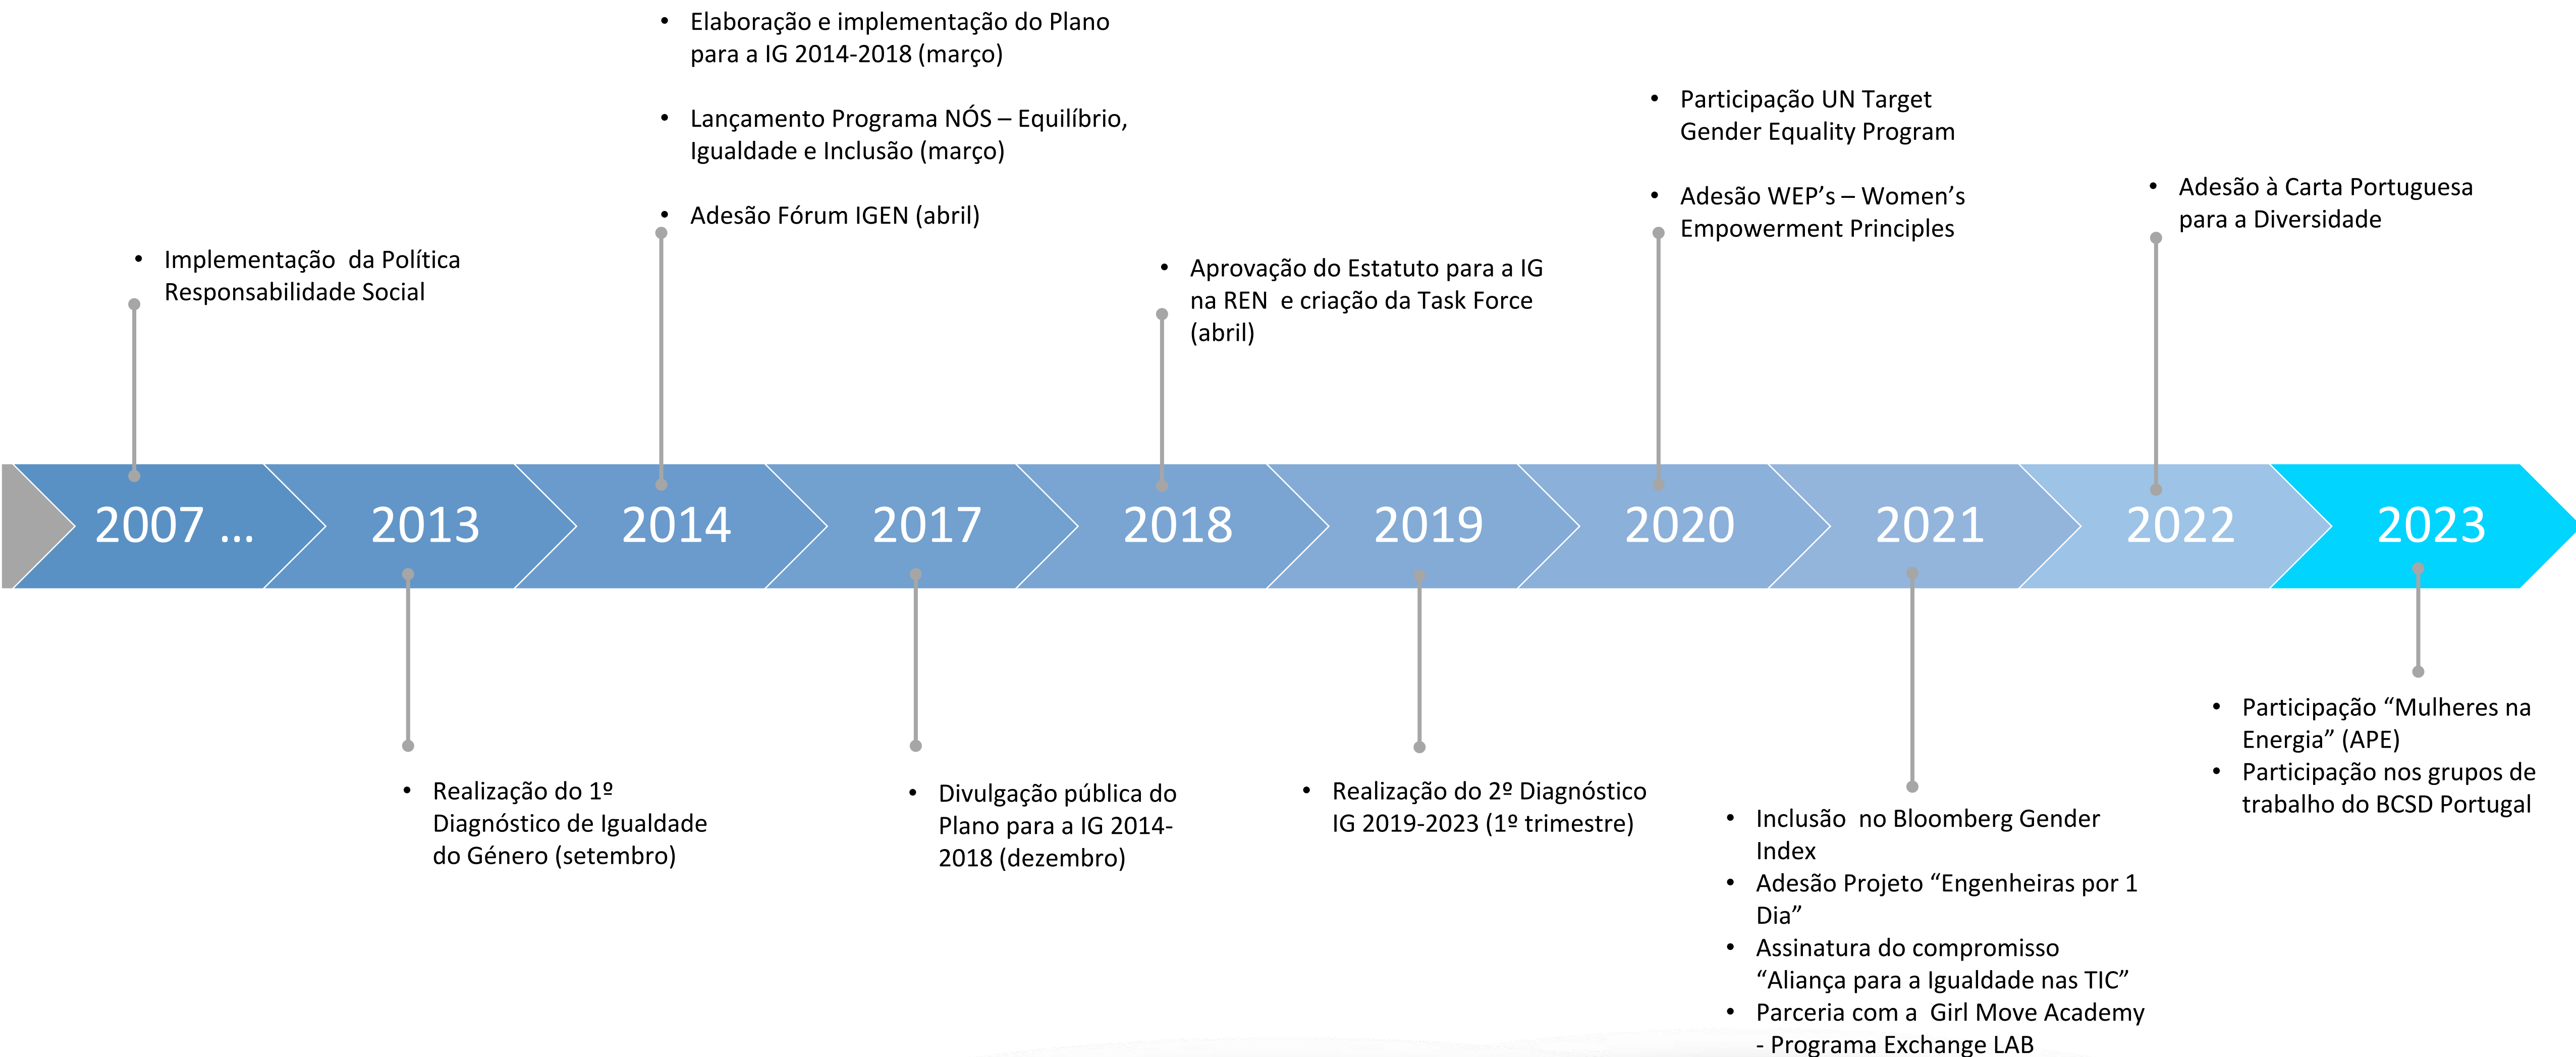 • Elaboração e implementação do Plano
para a IG 2014-2018 (março)
• Lançamento Programa NÓS – Equilíbrio,
Igualdade e Inclusão (março)
• Adesão Fórum IGEN (abril)
• Participação UN Target
Gender Equality Program
• Adesão WEP’s – Women’s
Empowerment Principles
• Adesão à Carta Portuguesa
para a Diversidade
• Implementação  da Política
Responsabilidade Social
• Aprovação do Estatuto para a IG
na REN  e criação da Task Force
(abril)
2007 ...
2013
2014
2017
2018
2019
2020
2021
2022
2023
• Realização do 1º
Diagnóstico de Igualdade
do Género (setembro)
• Divulgação pública do
Plano para a IG 2014-
2018 (dezembro)
• Realização do 2º Diagnóstico
IG 2019-2023 (1º trimestre)
• Inclusão  no Bloomberg Gender
Index
• Adesão Projeto “Engenheiras por 1
Dia”
• Assinatura do compromisso
“Aliança para a Igualdade nas TIC”
• Parceria com a  Girl Move Academy
- Programa Exchange LAB
• Participação “Mulheres na
Energia” (APE)
• Participação nos grupos de
trabalho do BCSD Portugal